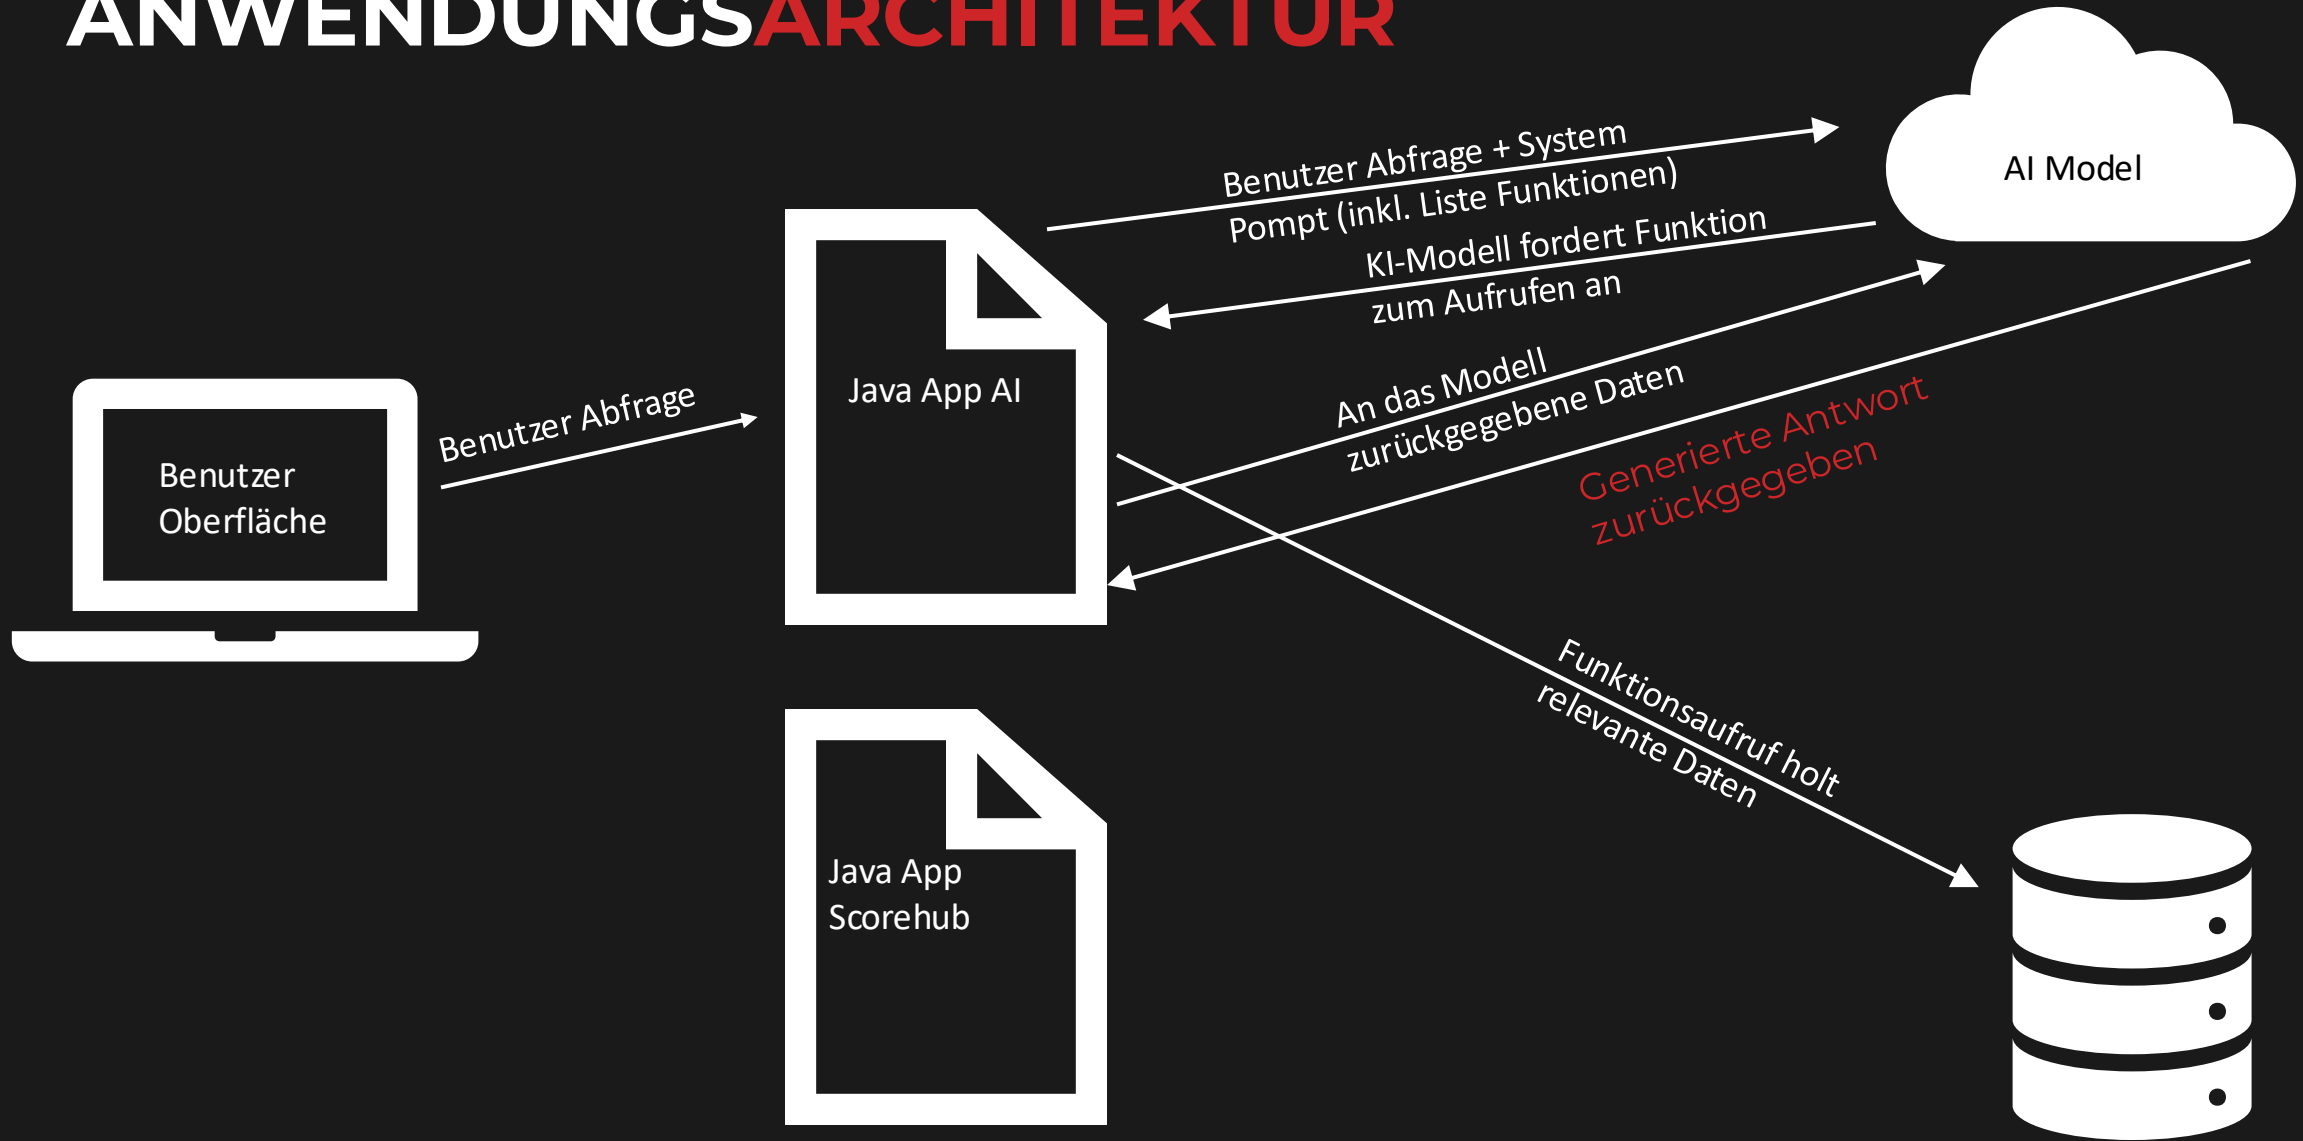 ANWENDUNGSARCHITEKTUR
AI Model
Benutzer Abfrage + System
Pompt (inkl. Liste Funktionen)
KI-Modell fordert Funktion
zum Aufrufen an
An das Modell
zurückgegebene Daten
Generierte Antwort
zurückgegeben
Java App AI
Benutzer Abfrage
Benutzer
Oberfläche
Funktionsaufruf holt
relevante Daten
Java App
Scorehub